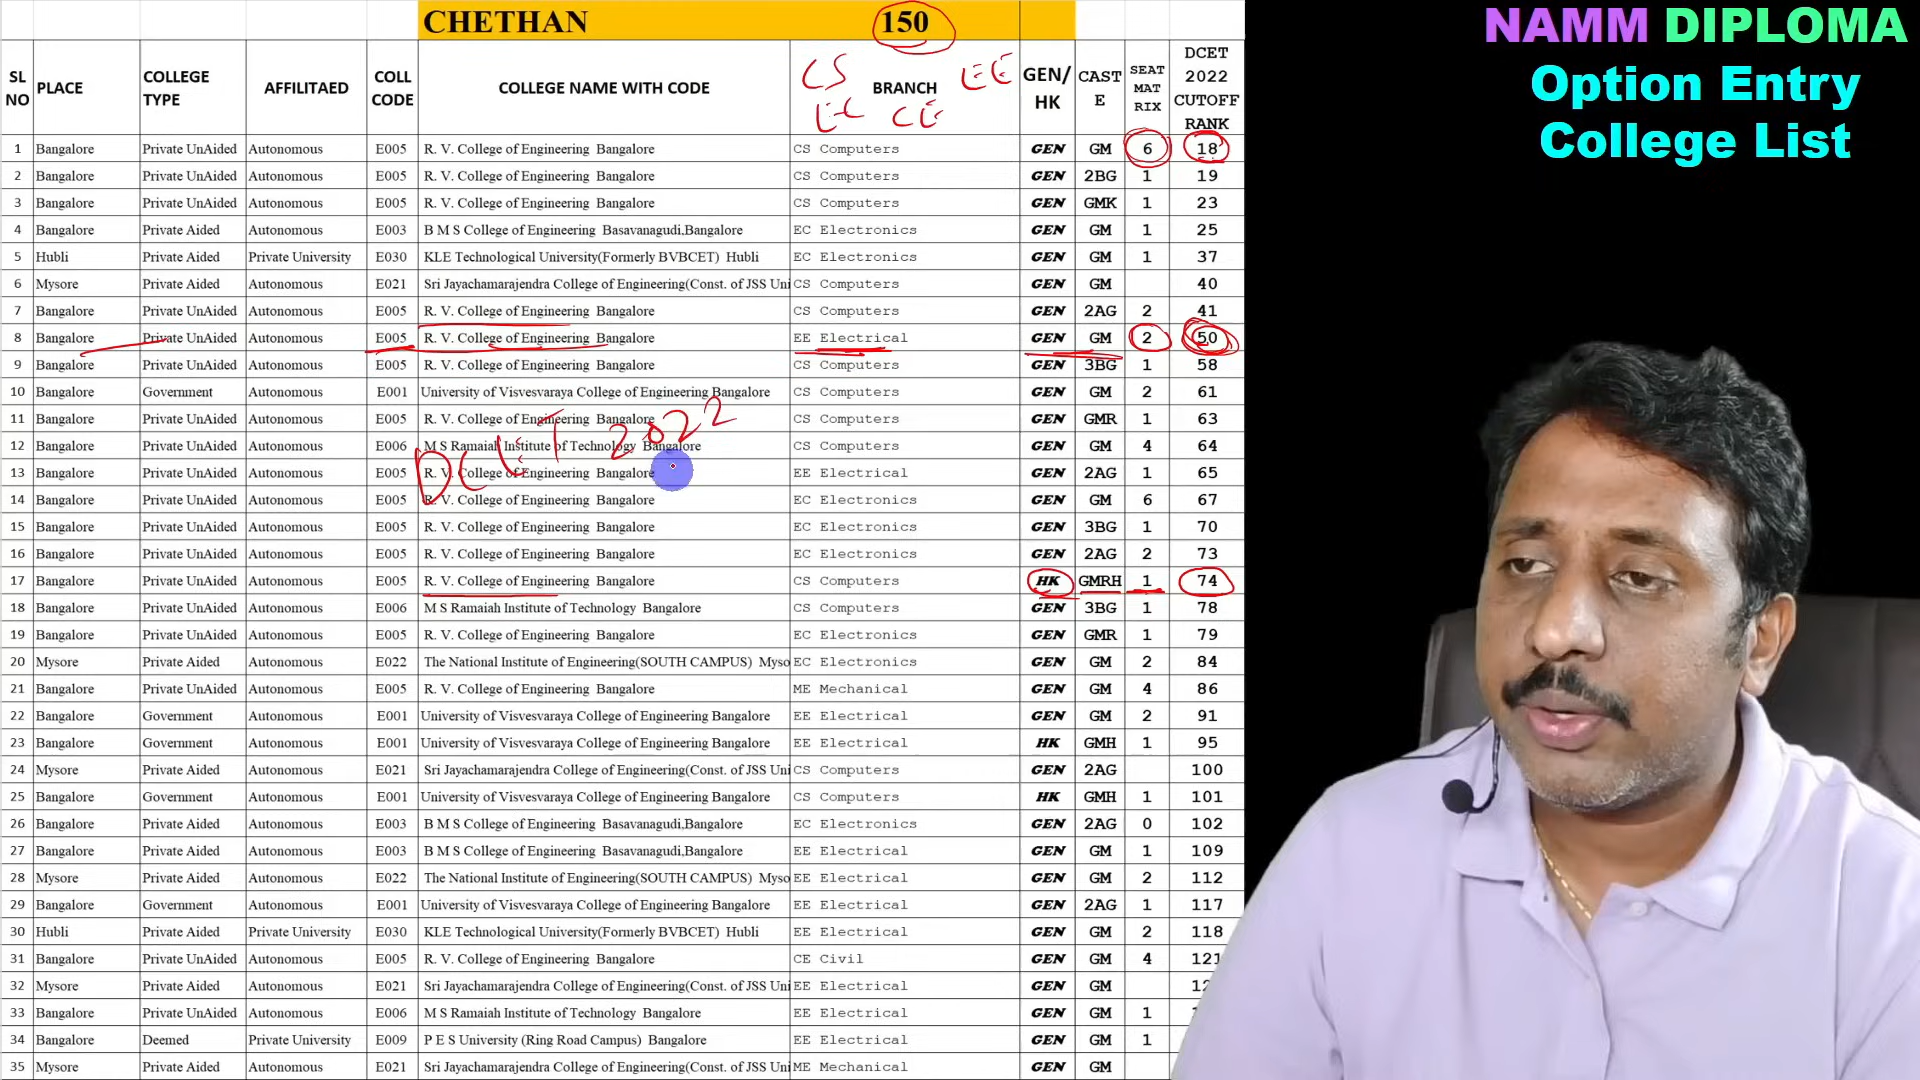 CHETHAN 150
NAMM DIPLOMA
Option Entry
College List
CS EE
EC CE
SL NO PLACE COLLEGE TYPE AFFILITAED COLL CODE COLLEGE NAME WITH CODE BRANCH GEN/ HK CAST E SEAT MAT RIX DCET 2022 CUTOFF RANK
1 Bangalore Private UnAided Autonomous E005 R. V. College of Engineering Bangalore CS Computers GEN GM 6 18
2 Bangalore Private UnAided Autonomous E005 R. V. College of Engineering Bangalore CS Computers GEN 2BG 1 19
3 Bangalore Private UnAided Autonomous E005 R. V. College of Engineering Bangalore CS Computers GEN GMK 1 23
4 Bangalore Private Aided Autonomous E003 B M S College of Engineering Basavanagudi,Bangalore EC Electronics GEN GM 1 25
5 Hubli Private Aided Private University E030 KLE Technological University(Formerly BVBCET) Hubli EC Electronics GEN GM 1 37
6 Mysore Private Aided Autonomous E021 Sri Jayachamarajendra College of Engineering(Const. of JSS Uni CS Computers GEN GM 40
7 Bangalore Private UnAided Autonomous E005 R. V. College of Engineering Bangalore CS Computers GEN 2AG 2 41
8 Bangalore Private UnAided Autonomous E005 R. V. College of Engineering Bangalore EE Electrical GEN GM 2 50
9 Bangalore Private UnAided Autonomous E005 R. V. College of Engineering Bangalore CS Computers GEN 3BG 1 58
10 Bangalore Government Autonomous E001 University of Visvesvaraya College of Engineering Bangalore CS Computers GEN GM 2 61
11 Bangalore Private UnAided Autonomous E005 R. V. College of Engineering Bangalore CS Computers GEN GMR 1 63
DCET 2022
12 Bangalore Private UnAided Autonomous E006 M S Ramaiah Institute of Technology Bangalore CS Computers GEN GM 4 64
13 Bangalore Private UnAided Autonomous E005 R. V. College of Engineering Bangalore EE Electrical GEN 2AG 1 65
14 Bangalore Private UnAided Autonomous E005 R. V. College of Engineering Bangalore EC Electronics GEN GM 6 67
15 Bangalore Private UnAided Autonomous E005 R. V. College of Engineering Bangalore EC Electronics GEN 3BG 1 70
16 Bangalore Private UnAided Autonomous E005 R. V. College of Engineering Bangalore EC Electronics GEN 2AG 2 73
17 Bangalore Private UnAided Autonomous E005 R. V. College of Engineering Bangalore CS Computers HK GMRH 1 74
18 Bangalore Private UnAided Autonomous E006 M S Ramaiah Institute of Technology Bangalore CS Computers GEN 3BG 1 78
19 Bangalore Private UnAided Autonomous E005 R. V. College of Engineering Bangalore EC Electronics GEN GMR 1 79
20 Mysore Private Aided Autonomous E022 The National Institute of Engineering(SOUTH CAMPUS) Myso EC Electronics GEN GM 2 84
21 Bangalore Private UnAided Autonomous E005 R. V. College of Engineering Bangalore ME Mechanical GEN GM 4 86
22 Bangalore Government Autonomous E001 University of Visvesvaraya College of Engineering Bangalore EE Electrical GEN GM 2 91
23 Bangalore Government Autonomous E001 University of Visvesvaraya College of Engineering Bangalore EE Electrical HK GMH 1 95
24 Mysore Private Aided Autonomous E021 Sri Jayachamarajendra College of Engineering(Const. of JSS Uni CS Computers GEN 2AG 100
25 Bangalore Government Autonomous E001 University of Visvesvaraya College of Engineering Bangalore CS Computers HK GMH 1 101
26 Bangalore Private Aided Autonomous E003 B M S College of Engineering Basavanagudi,Bangalore EC Electronics GEN 2AG 0 102
27 Bangalore Private Aided Autonomous E003 B M S College of Engineering Basavanagudi,Bangalore EE Electrical GEN GM 1 109
28 Mysore Private Aided Autonomous E022 The National Institute of Engineering(SOUTH CAMPUS) Myso EE Electrical GEN GM 2 112
29 Bangalore Government Autonomous E001 University of Visvesvaraya College of Engineering Bangalore EE Electrical GEN 2AG 1 117
30 Hubli Private Aided Private University E030 KLE Technological University(Formerly BVBCET) Hubli EE Electrical GEN GM 2 118
31 Bangalore Private UnAided Autonomous E005 R. V. College of Engineering Bangalore CE Civil GEN GM 4 121
32 Mysore Private Aided Autonomous E021 Sri Jayachamarajendra College of Engineering(Const. of JSS Uni EE Electrical GEN GM
33 Bangalore Private UnAided Autonomous E006 M S Ramaiah Institute of Technology Bangalore EE Electrical GEN GM 1
34 Bangalore Deemed Private University E009 P E S University (Ring Road Campus) Bangalore EE Electrical GEN GM 1
35 Mysore Private Aided Autonomous E021 Sri Jayachamarajendra College of Engineering(Const. of JSS Uni ME Mechanical GEN GM